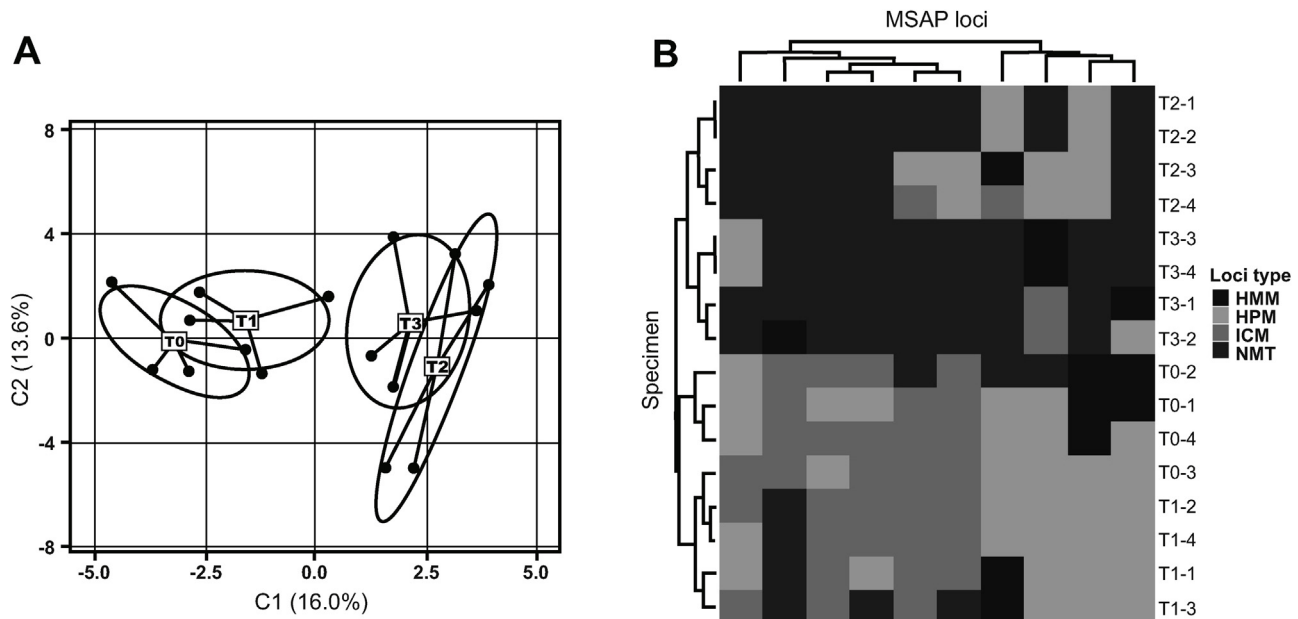 A
C2 (13.6%)
8
4
0
-4
-8
T0
T1
T3
T2
-5.0
-2.5
0.0
2.5
5.0
C1 (16.0%)
B
MSAP loci
Specimen
T2-1
T2-2
T2-3
T2-4
T3-3
T3-4
T3-1
T3-2
T0-2
T0-1
T0-4
T0-3
T1-2
T1-4
T1-1
T1-3
Loci type
HMM
HPM
ICM
NMT